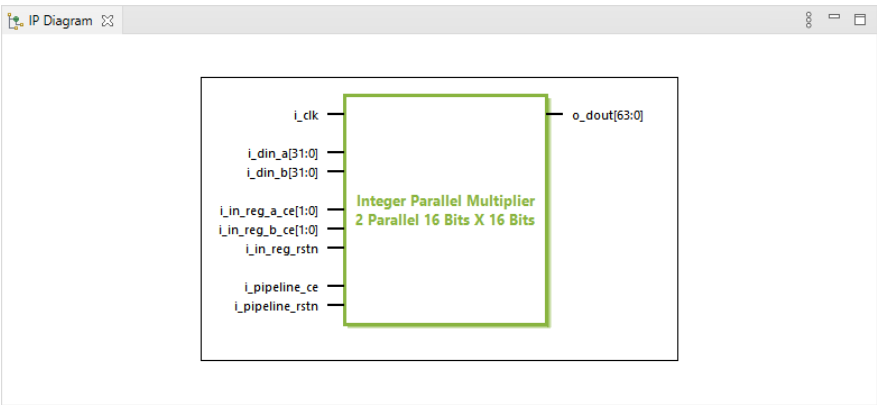 IP Diagram
i_clk
o_dout[63:0]
i_din_a[31:0]
i_din_b[31:0]
Integer Parallel Multiplier
2 Parallel 16 Bits X 16 Bits
i_in_reg_a_ce[1:0]
i_in_reg_b_ce[1:0]
i_in_reg_rstn
i_pipeline_ce
i_pipeline_rstn